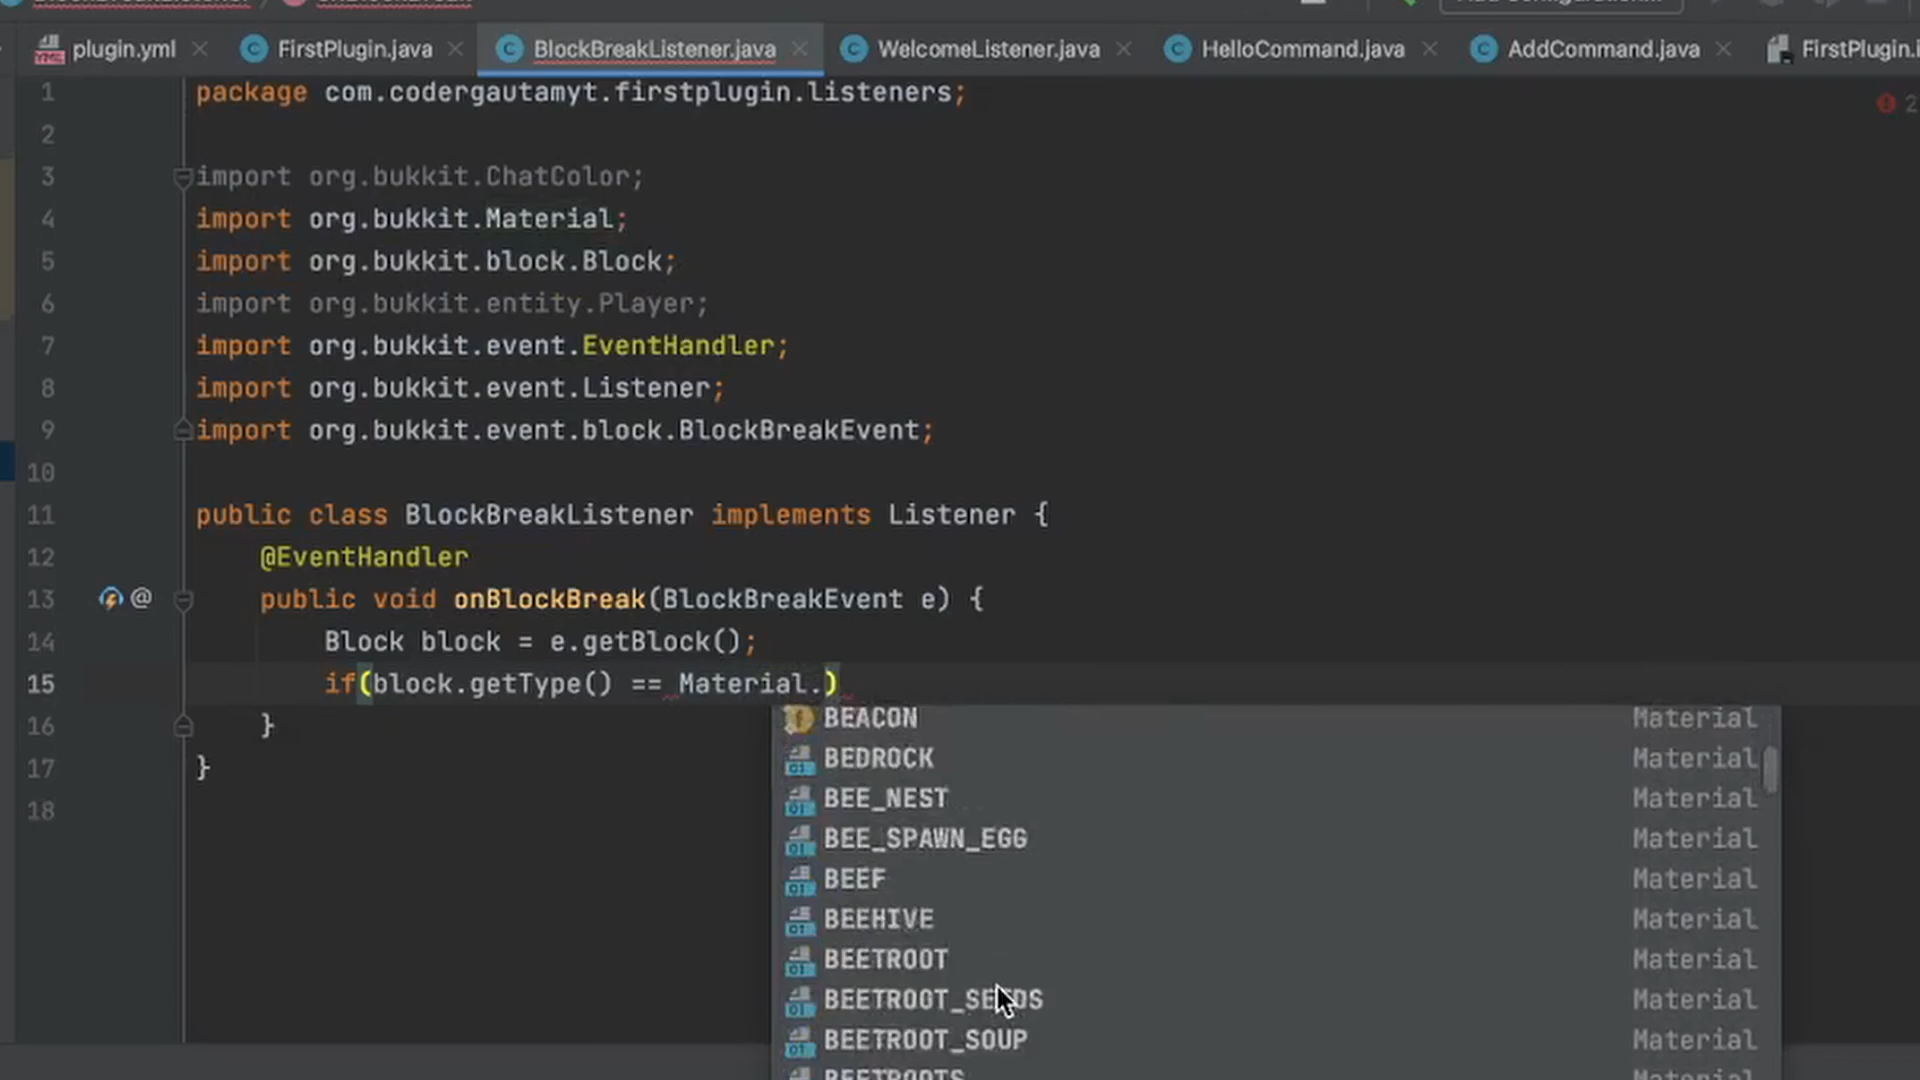 plugin.yml FirstPlugin.java BlockBreakListener.java WelcomeListener.java HelloCommand.java AddCommand.java FirstPlugin.i
1 package com.codergautamyt.firstplugin.listeners; 2
2
3 import org.bukkit.ChatColor;
4 import org.bukkit.Material;
5 import org.bukkit.block.Block;
6 import org.bukkit.entity.Player;
7 import org.bukkit.event.EventHandler;
8 import org.bukkit.event.Listener;
9 import org.bukkit.event.block.BlockBreakEvent;
10
11 public class BlockBreakListener implements Listener {
12 @EventHandler
13 @ public void onBlockBreak(BlockBreakEvent e) {
14 Block block = e.getBlock();
15 if(block.getType() == Material.)
16 }
17 }
18
BEACON Material
BEDROCK Material
BEE_NEST Material
BEE_SPAWN_EGG Material
BEEF Material
BEEHIVE Material
BEETROOT Material
BEETROOT_SEEDS Material
BEETROOT_SOUP Material
BEETROOTS Material